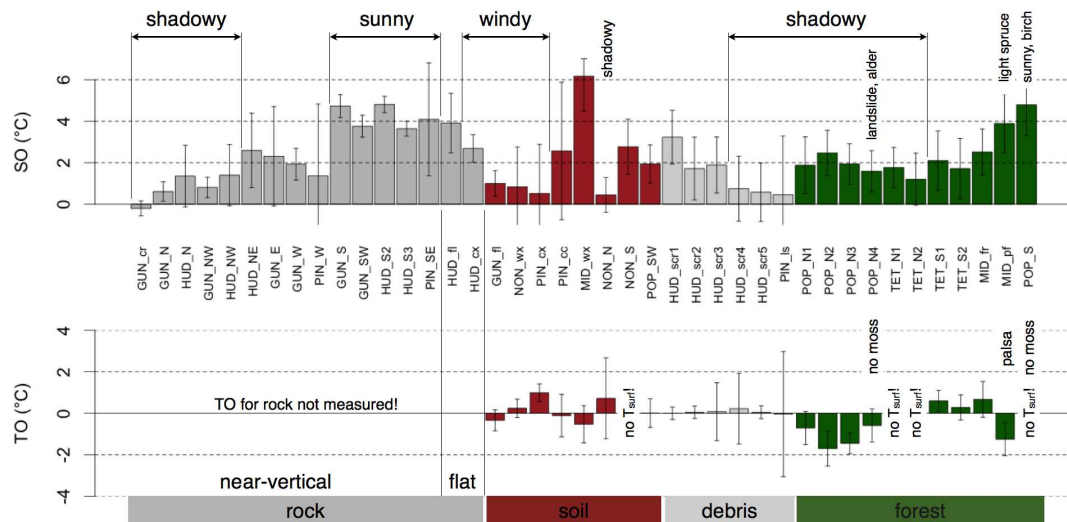 shadowy
sunny
windy
shadowy
shadowy
landslide, alder
light spruce
sunny, birch
SO (°C)
6
4
2
0
GUN_cr
GUN_N
HUD_N
GUN_NW
HUD_NW
HUD_NE
GUN_E
GUN_W
PIN_W
GUN_S
GUN_SW
HUD_S2
HUD_S3
PIN_SE
HUD_fl
HUD_cx
GUN_fl
NON_wx
PIN_cx
PIN_cc
MID_wx
NON_N
NON_S
POP_SW
HUD_scr1
HUD_scr2
HUD_scr3
HUD_scr4
HUD_scr5
PIN_ls
POP_N1
POP_N2
POP_N3
POP_N4
TET_N1
TET_N2
TET_S1
TET_S2
MID_fr
MID_pf
POP_S
TO (°C)
4
2
0
-2
-4
TO for rock not measured!
no Tsurf!
no moss
no Tsurf!
no Tsurf!
palsa
no moss
no Tsurf!
near-vertical
flat
rock
soil
debris
forest